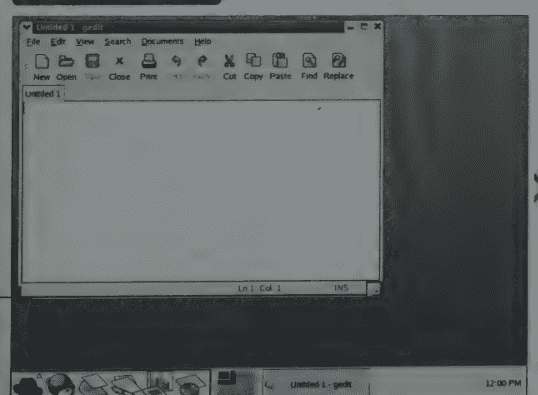 Untitled 1 - gedit
File Edit View Search Documents Help
New Open Close Print Cut Copy Paste Find Replace
Untitled 1
Ln 1, Col 1 INS
Untitled 1 - gedit 12:00 PM